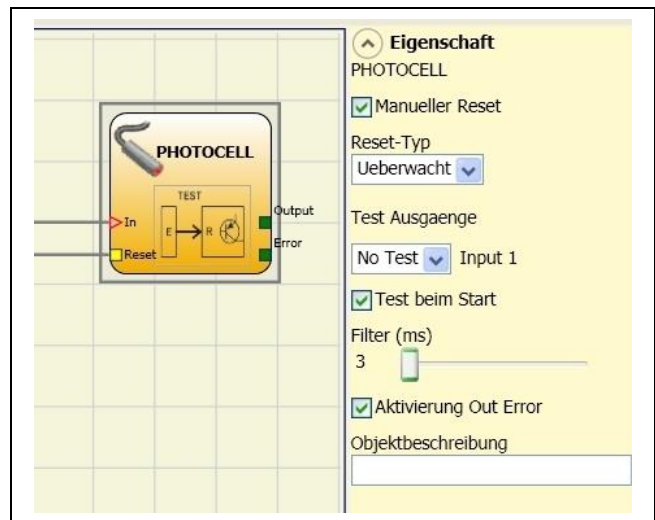 PHOTOCELL
TEST
In
E
R
Output
Error
Reset
Eigenschaft
PHOTOCELL
Manueller Reset
Reset-Typ
Ueberwacht
Test Ausgaenge
No Test Input 1
Test beim Start
Filter (ms)
3
Aktivierung Out Error
Objektbeschreibung